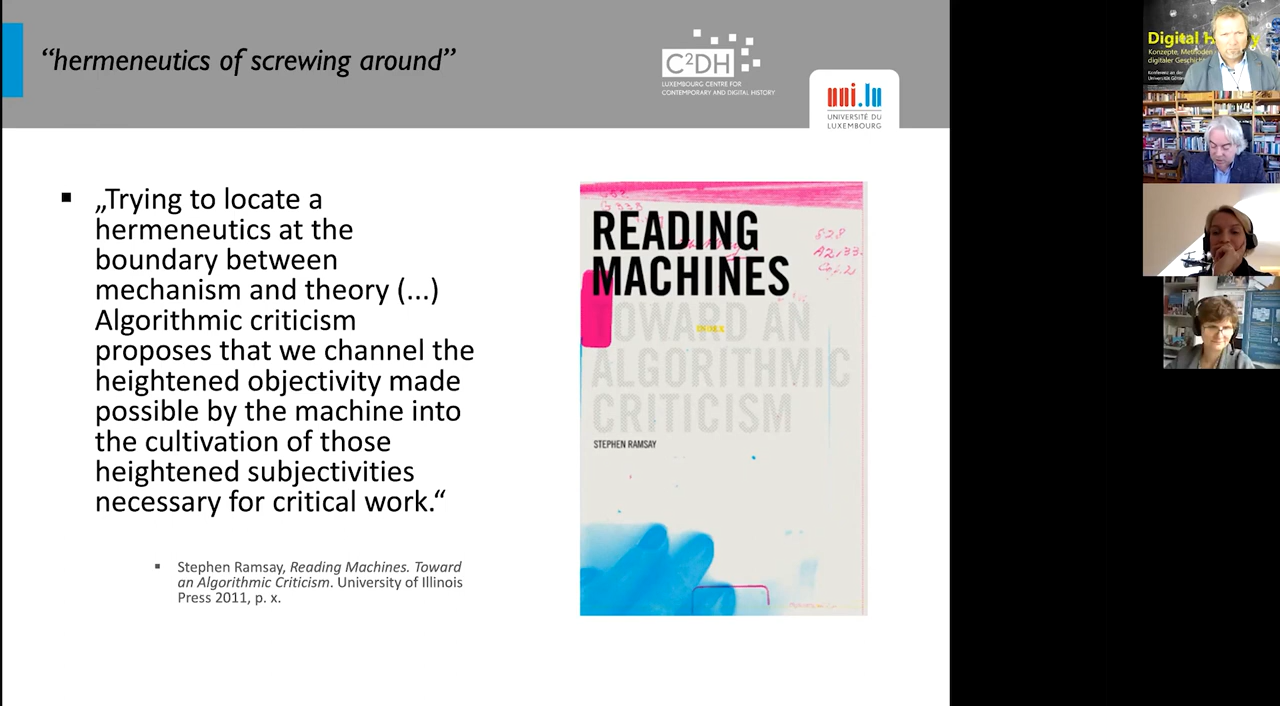 “hermeneutics of screwing around”
C²DH
LUXEMBOURG CENTRE FOR
CONTEMPORARY AND DIGITAL HISTORY
uni.lu
UNIVERSITÉ DU
LUXEMBOURG
„Trying to locate a
hermeneutics at the
boundary between
mechanism and theory (...)
Algorithmic criticism
proposes that we channel the
heightened objectivity made
possible by the machine into
the cultivation of those
heightened subjectivities
necessary for critical work.“
Stephen Ramsay, Reading Machines. Toward
an Algorithmic Criticism. University of Illinois
Press 2011, p. x.
READING
MACHINES
TOWARD AN
ALGORITHMIC
CRITICISM
STEPHEN RAMSAY
528
Digital H
Konzepte, Methoden
digitaler
Konferenz an der